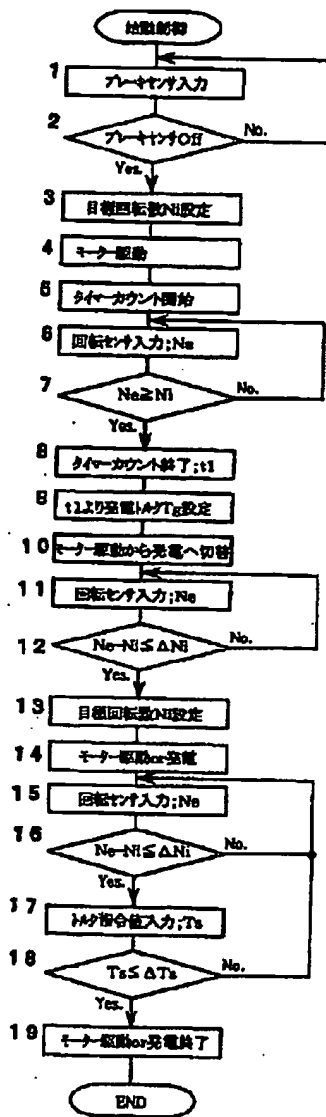 始動制御
1 ブレーキセンサ入力
2 ブレーキセンサOff
No.
Yes.
3 目標回転数Ni設定
4 モーター駆動
5 タイマーカウント開始
6 回転センサ入力;Ne
7 Ne≧Ni
No.
Yes.
8 タイマーカウント終了;t1
9 t1より発電トルクTg設定
10 モーター駆動から発電へ切替
11 回転センサ入力;Ne
12 Ne-Ni≦ΔNi
No.
Yes.
13 目標回転数Ni設定
14 モーター駆動or発電
15 回転センサ入力;Ne
16 Ne-Ni≦ΔNi
No.
Yes.
17 トルク指令値入力;Ts
18 Ts≦ΔTs
No.
Yes.
19 モーター駆動or発電終了
END